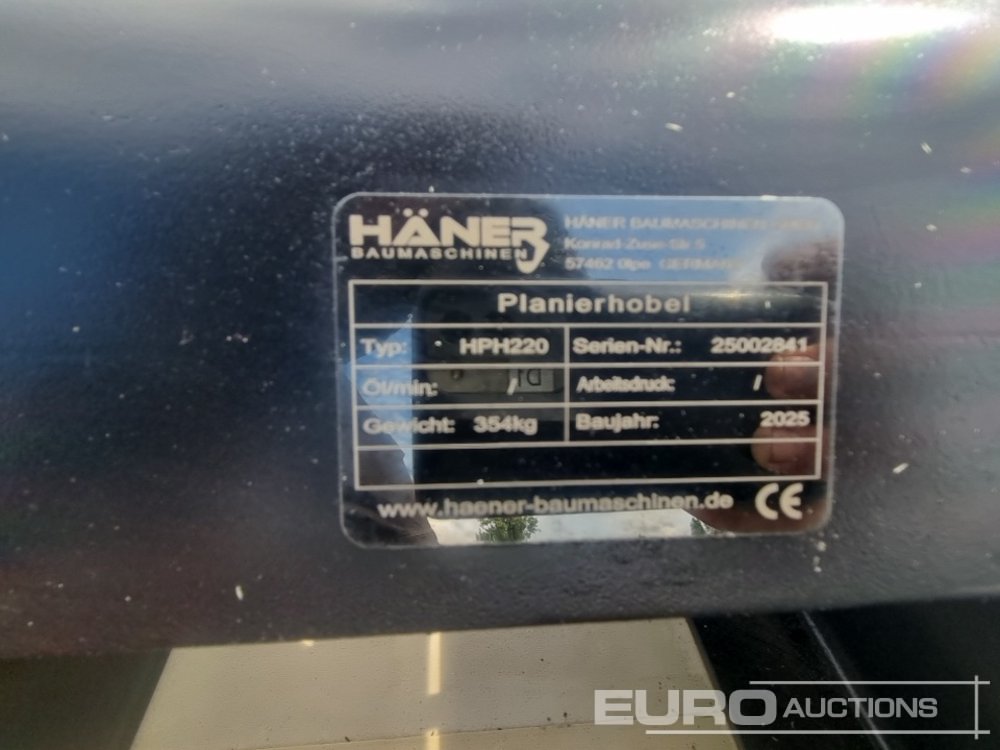 HÄNER
BAUMASCHINEN
HÄNER BAUMASCHINEN
Konrad-Zuse-Str.5
57462 Olpe GERMANY
Planierhobel
Typ: HPH220 Serien-Nr.: 25002841
Öl/min: / Arbeitsdruck: /
Gewicht: 354kg Baujahr: 2025
www.haener-baumaschinen.de CE
EURO AUCTIONS